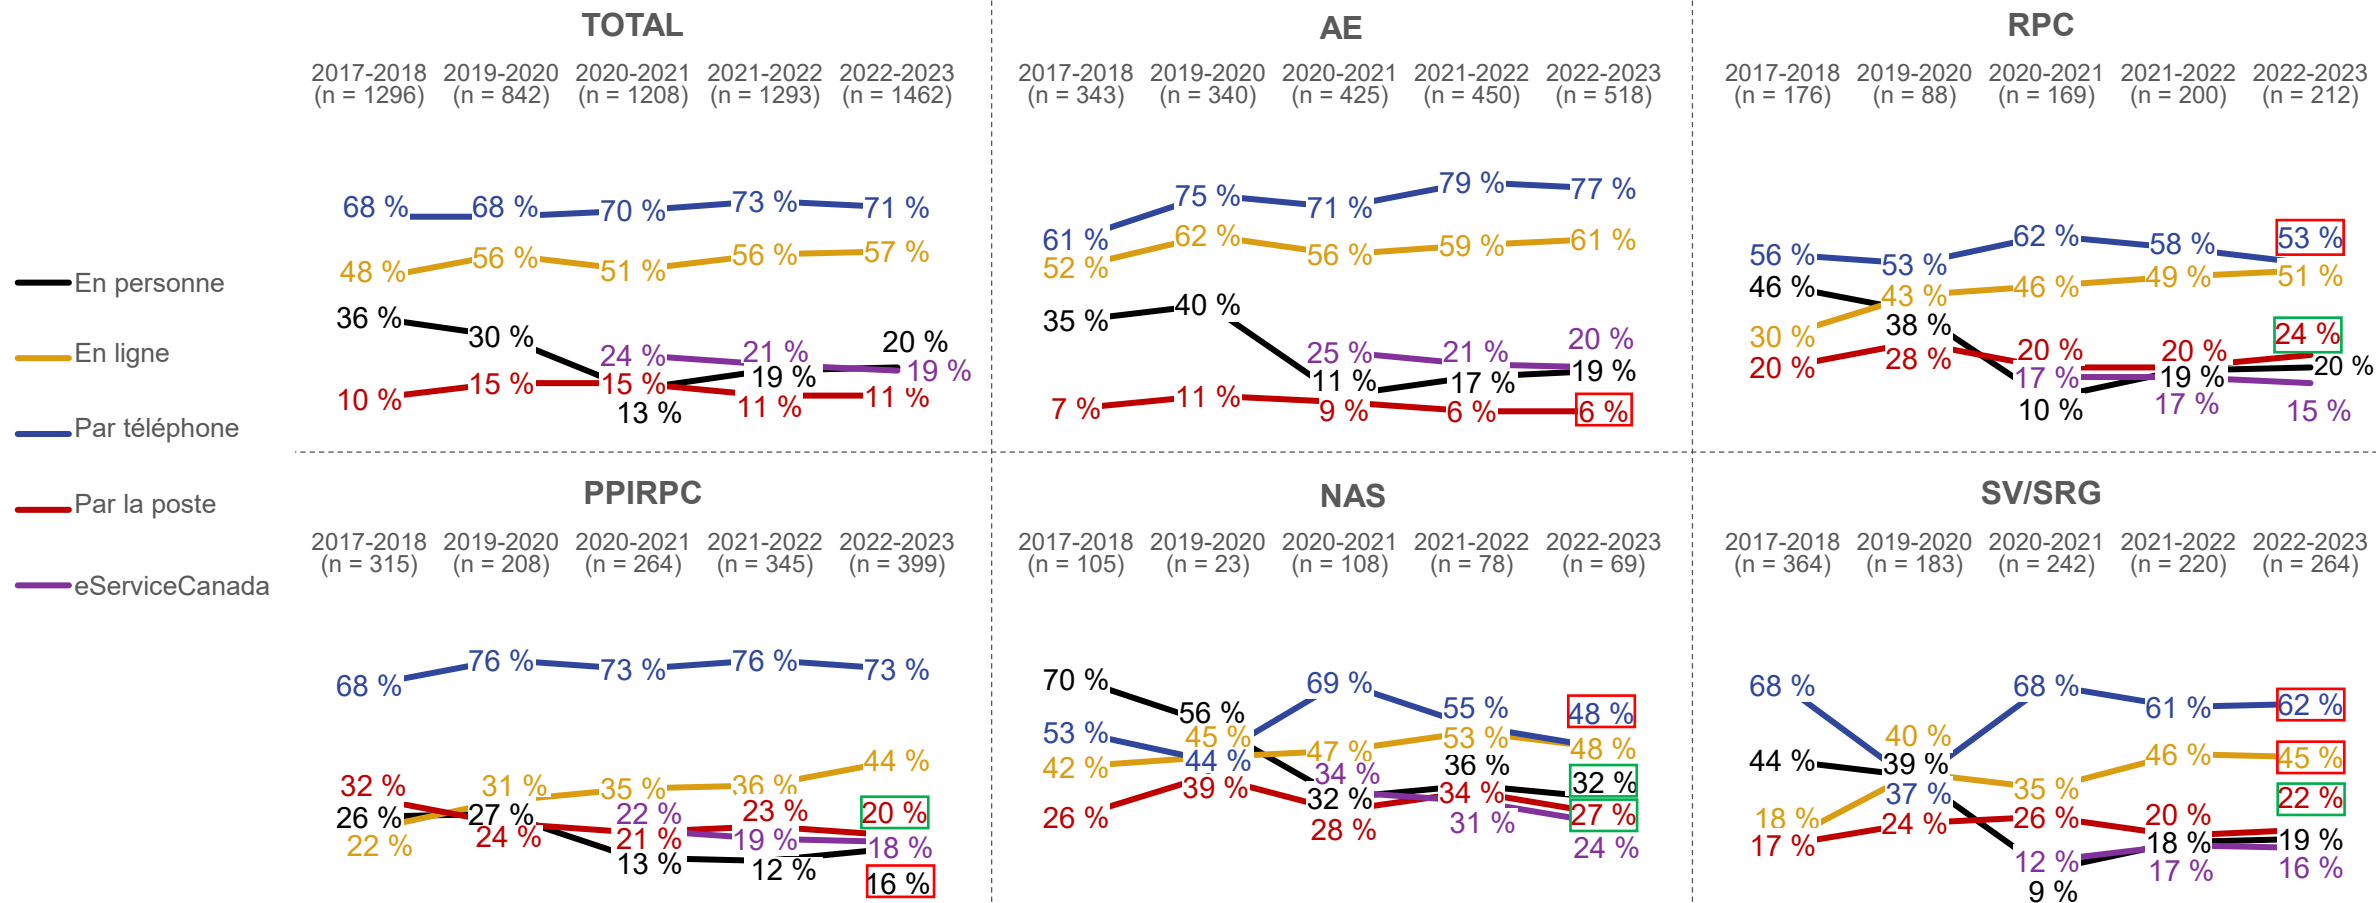 TOTAL
2017-2018 2019-2020 2020-2021 2021-2022 2022-2023
(n = 1296) (n = 842) (n = 1208) (n = 1293) (n = 1462)
68 % 68 % 70 % 73 % 71 %
48 % 56 % 51 % 56 % 57 %
36 % 30 % 13 % 19 % 20 %
24 % 21 % 19 %
10 % 15 % 15 % 11 % 11 %
AE
2017-2018 2019-2020 2020-2021 2021-2022 2022-2023
(n = 343) (n = 340) (n = 425) (n = 450) (n = 518)
61 % 75 % 71 % 79 % 77 %
52 % 62 % 56 % 59 % 61 %
35 % 40 % 11 % 17 % 19 %
25 % 21 % 20 %
7 % 11 % 9 % 6 % 6 %
RPC
2017-2018 2019-2020 2020-2021 2021-2022 2022-2023
(n = 176) (n = 88) (n = 169) (n = 200) (n = 212)
56 % 53 % 62 % 58 % 53 %
46 % 38 % 10 % 19 % 20 %
30 % 43 % 46 % 49 % 51 %
20 % 28 % 20 % 20 % 24 %
17 % 17 % 15 %
En personne
En ligne
Par téléphone
Par la poste
eServiceCanada
PPIRPC
2017-2018 2019-2020 2020-2021 2021-2022 2022-2023
(n = 315) (n = 208) (n = 264) (n = 345) (n = 399)
68 % 76 % 73 % 76 % 73 %
32 % 24 % 21 % 23 % 20 %
26 % 27 % 13 % 12 % 16 %
22 % 31 % 35 % 36 % 44 %
22 % 19 % 18 %
NAS
2017-2018 2019-2020 2020-2021 2021-2022 2022-2023
(n = 105) (n = 23) (n = 108) (n = 78) (n = 69)
70 % 56 % 32 % 36 % 32 %
53 % 44 % 69 % 55 % 48 %
42 % 45 % 47 % 53 % 48 %
26 % 39 % 28 % 34 % 27 %
34 % 31 % 24 %
SV/SRG
2017-2018 2019-2020 2020-2021 2021-2022 2022-2023
(n = 364) (n = 183) (n = 242) (n = 220) (n = 264)
68 % 37 % 68 % 61 % 62 %
44 % 39 % 9 % 18 % 19 %
18 % 40 % 35 % 46 % 45 %
17 % 24 % 26 % 20 % 22 %
12 % 17 % 16 %